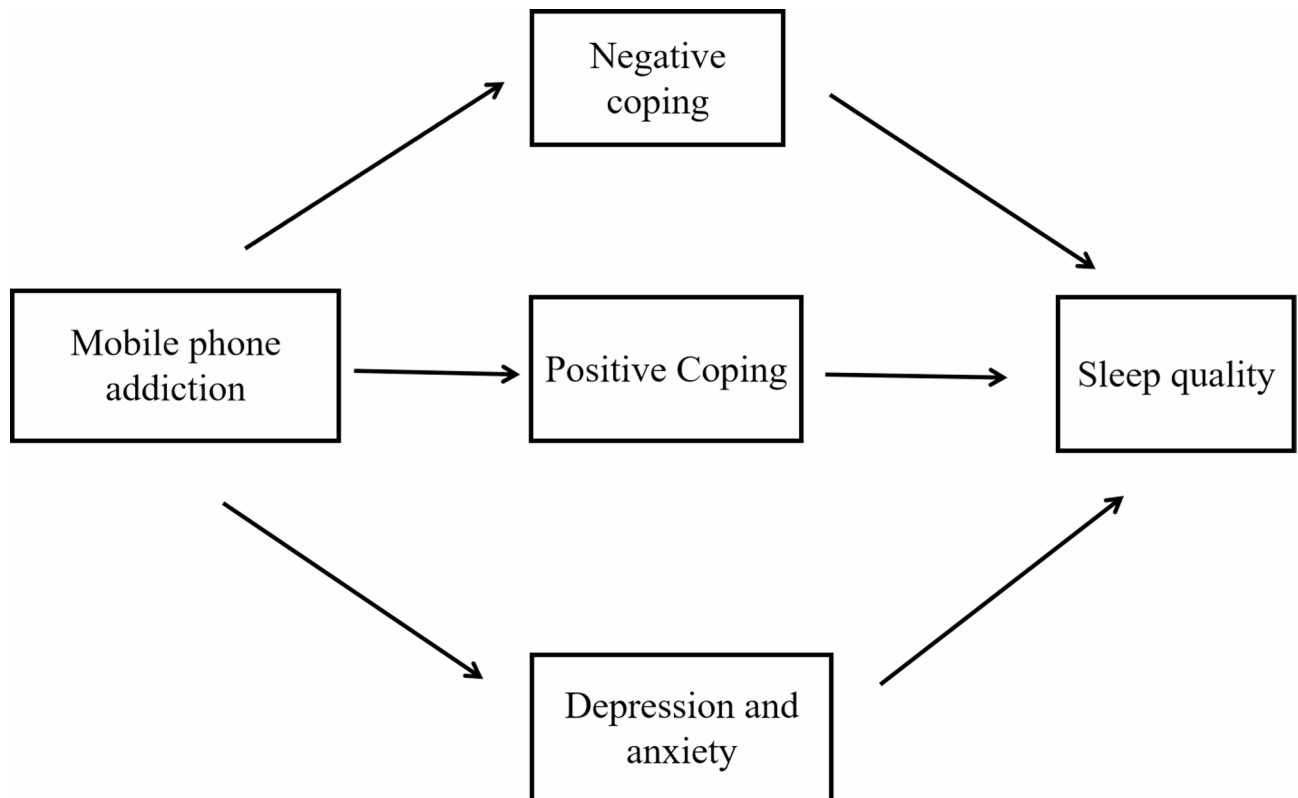 Negative
coping
Mobile phone
addiction
Positive Coping
Sleep quality
Depression and
anxiety